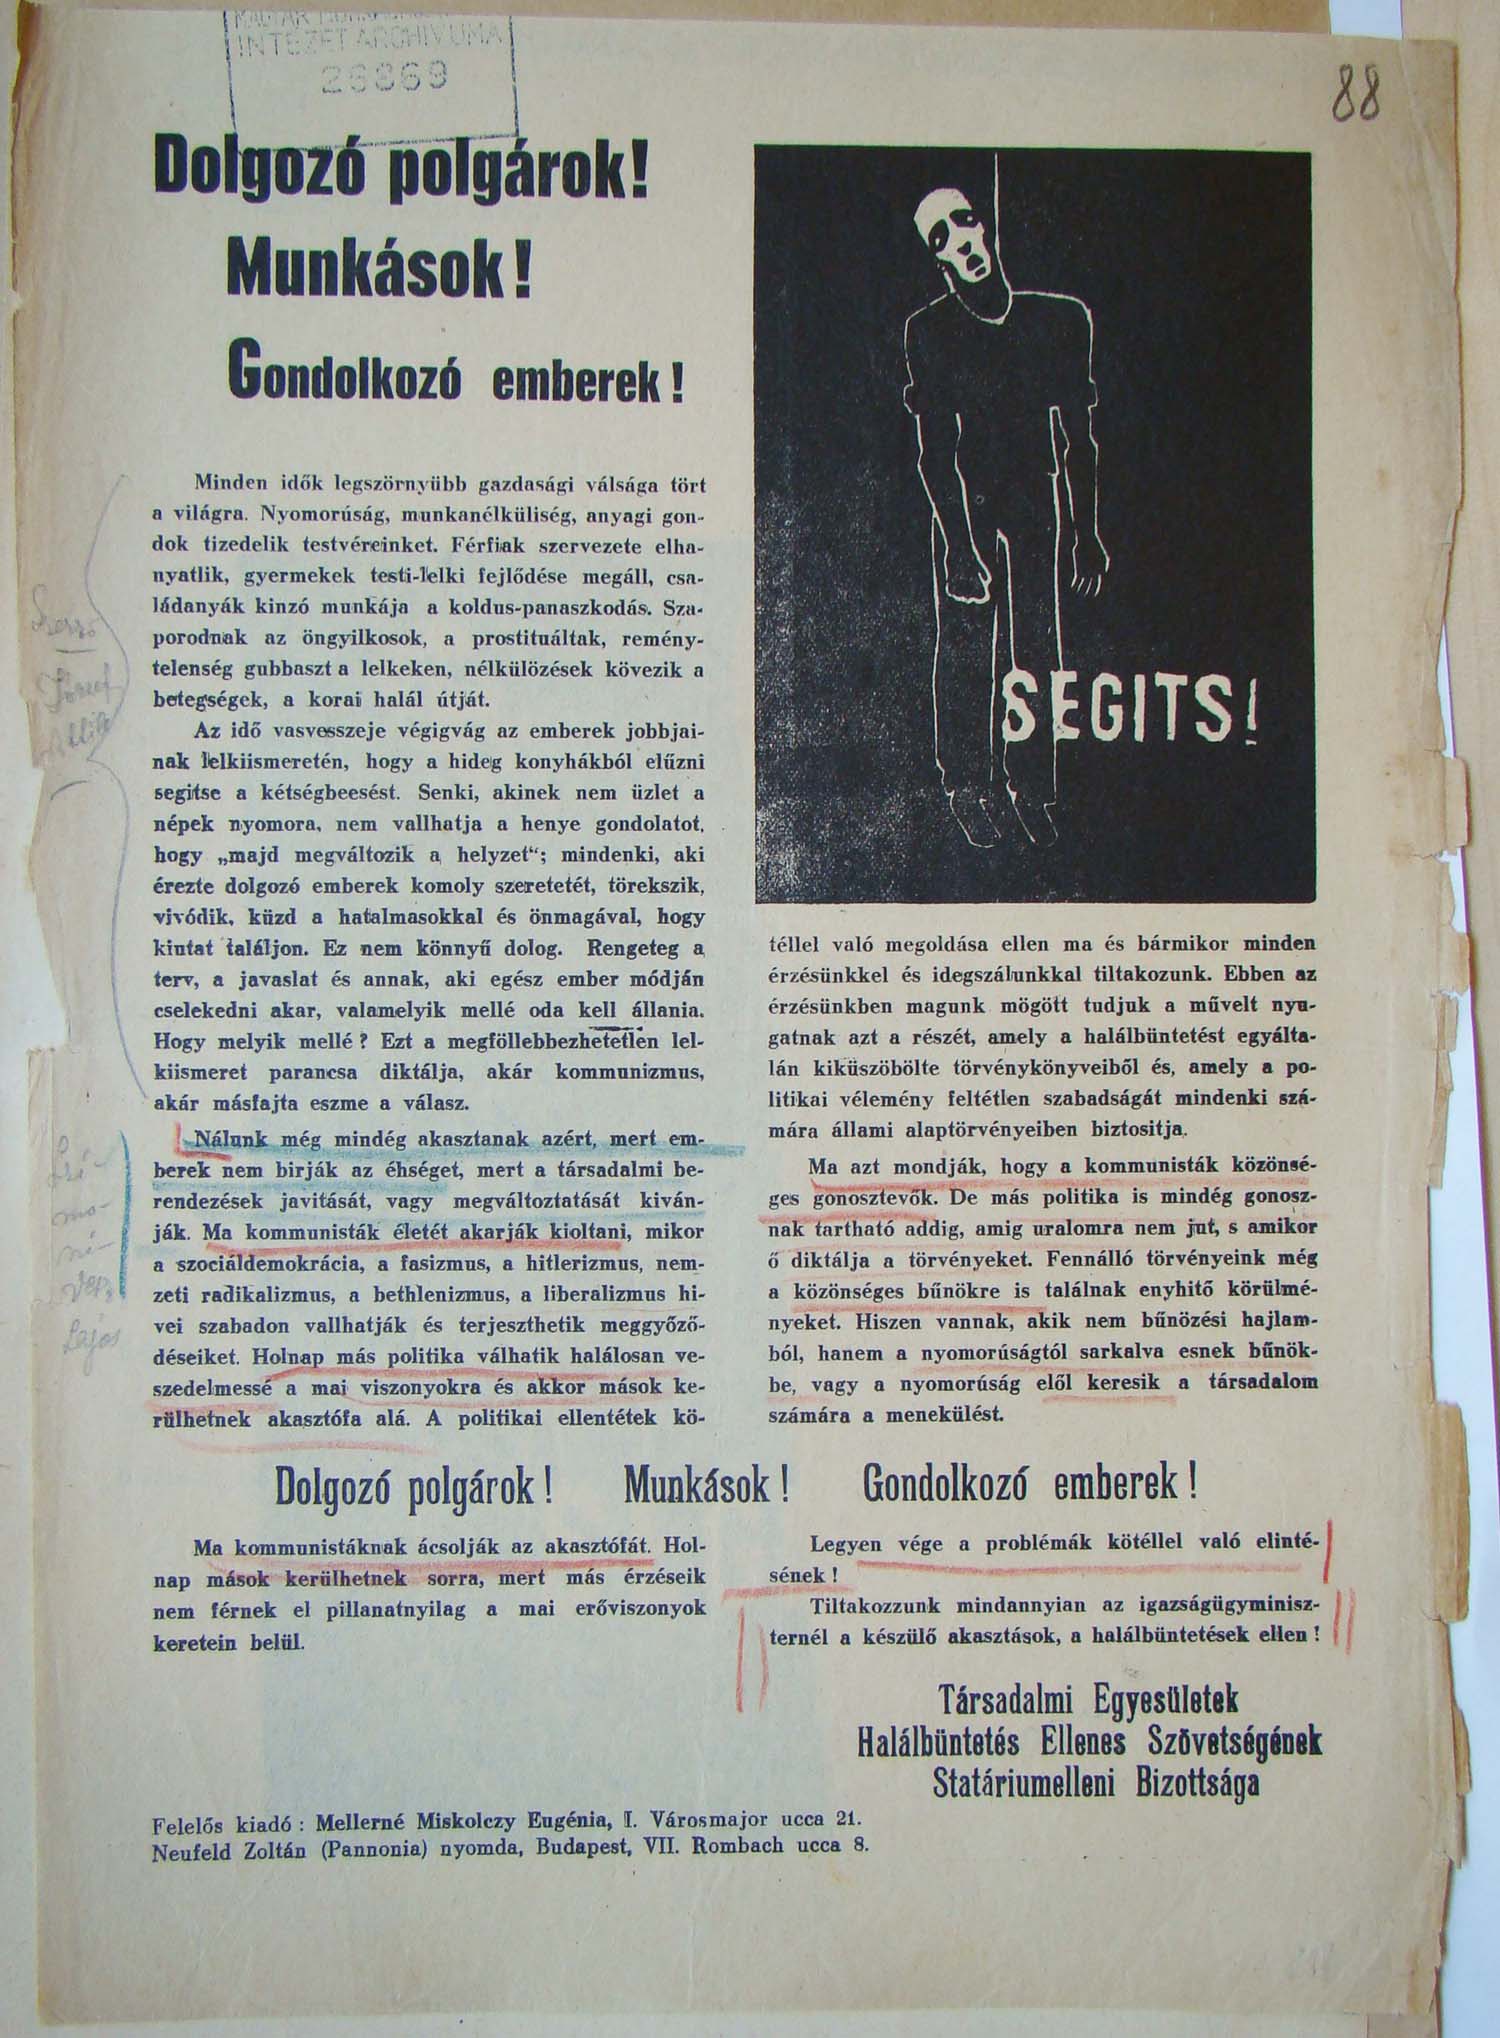 INTÉZET ARCHIVUMA
26869
88
Dolgozó polgárok!
Munkások!
Gondolkozó emberek!
SEGITS!
Minden idők legszörnyübb gazdasági válsága tört
a világra. Nyomorúság, munkanélküliség, anyagi gon-
dok tizedelik testvéreinket. Férfiak szervezete elha-
nyatlik, gyermekek testi-lelki fejlődése megáll, csa-
ládanyák kinzó munkája a koldus-panaszkodás. Sza-
porodnak az öngyilkosok, a prostituáltak, remény-
telenség gubbaszt a lelkeken, nélkülözések kövezik a
betegségek, a korai halál útját.
Az idő vasvesszeje végigvág az emberek jobbjai-
nak lelkiismeretén, hogy a hideg konyhákból elűzni
segitse a kétségbeesést. Senki, akinek nem üzlet a
népek nyomora, nem vallhatja a henye gondolatot,
hogy „majd megváltozik a helyzet“; mindenki, aki
érezte dolgozó emberek komoly szeretetét, törekszik,
vivódik, küzd a hatalmasokkal és önmagával, hogy
kiutat találjon. Ez nem könnyű dolog. Rengeteg a
terv, a javaslat és annak, aki egész ember módján
cselekedni akar, valamelyik mellé oda kell állania.
Hogy melyik mellé? Ezt a megföllebbezhetetlen lel-
kiismeret parancsa diktálja, akár kommunizmus,
akár másfajta eszme a válasz.
Nálunk még mindég akasztanak azért, mert em-
berek nem birják az éhséget, mert a társadalmi be-
rendezések javitását, vagy megváltoztatását kiván-
ják. Ma kommunisták életét akarják kioltani, mikor
a szociáldemokrácia, a fasizmus, a hitlerizmus, nem-
zeti radikalizmus, a bethlenizmus, a liberalizmus hi-
vei szabadon vallhatják és terjeszthetik meggyőző-
déseiket. Holnap más politika válhatik halálosan ve-
szedelmessé a mai viszonyokra és akkor mások ke-
rülhetnek akasztófa alá. A politikai ellentétek kö-
téllel való megoldása ellen ma és bármikor minden
érzésünkkel és idegszálunkkal tiltakozunk. Ebben az
érzésünkben magunk mögött tudjuk a művelt nyu-
gatnak azt a részét, amely a halálbüntetést egyálta-
lán kiküszöbölte törvénykönyveiből és, amely a po-
litikai vélemény feltétlen szabadságát mindenki szá-
mára állami alaptörvényeiben biztositja.
Ma azt mondják, hogy a kommunisták közönsé-
ges gonosztevők. De más politika is mindég gonosz-
nak tartható addig, amig uralomra nem jut, s amikor
ő diktálja a törvényeket. Fennálló törvényeink még
a közönséges bűnökre is találnak enyhitő körülmé-
nyeket. Hiszen vannak, akik nem bűnözési hajlam-
ból, hanem a nyomorúságtól sarkalva esnek bűnök-
be, vagy a nyomorúság elől keresik a társadalom
számára a menekülést.
Szerző
József
Attila
Szi-
mo-
né-
Lajos
Dolgozó polgárok! Munkások! Gondolkozó emberek!
Ma kommunistáknak ácsolják az akasztófát. Hol-
nap mások kerülhetnek sorra, mert más érzéseik
nem férnek el pillanatnyilag a mai erőviszonyok
keretein belül.
Legyen vége a problémák kötéllel való elinté-
sének!
Tiltakozzunk mindannyian az igazságügyminisz-
ternél a készülő akasztások, a halálbüntetések ellen!
Társadalmi Egyesületek
Halálbüntetés Ellenes Szövetségének
Statáriumelleni Bizottsága
Felelős kiadó: Mellerné Miskolczy Eugénia, I. Városmajor ucca 21.
Neufeld Zoltán (Pannonia) nyomda, Budapest, VII. Rombach ucca 8.